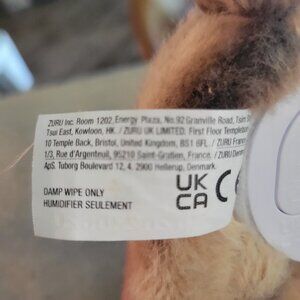 ZURU Inc. Room 1202, Energy Plaza, No.92 Granville Road, Tsim
Tsui East, Kowloon, HK. / ZURU UK LIMITED. First Floor Templeback
10 Temple Back, Bristol, United Kingdom, BS1 6FL. / ZURU France
1/3, Rue d'Argenteuil, 95210 Saint-Gratien, France. / ZURU
ApS. Tuborg Boulevard 12, 4, 2900 Hellerup, Denmark.
DAMP WIPE ONLY
HUMIDIFIER SEULEMENT
UK
CA
CE